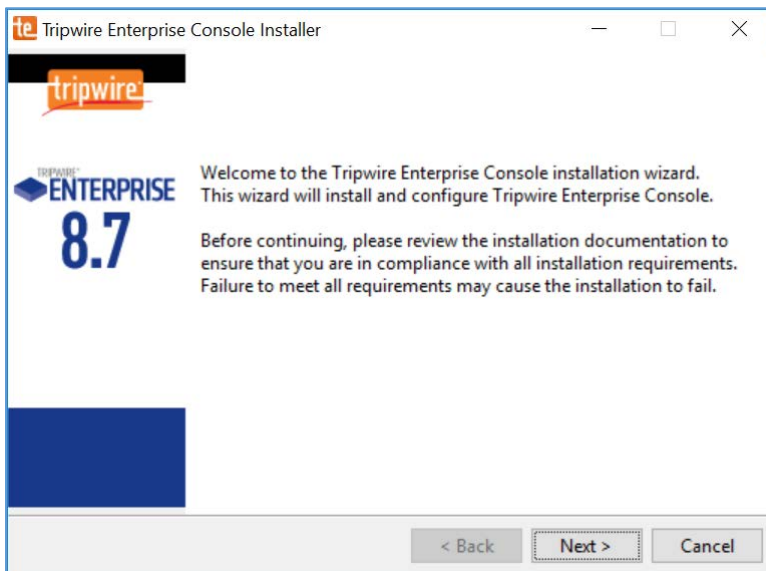 te Tripwire Enterprise Console Installer
tripwire
TRIPWIRE
ENTERPRISE
8.7
Welcome to the Tripwire Enterprise Console installation wizard.
This wizard will install and configure Tripwire Enterprise Console.
Before continuing, please review the installation documentation to
ensure that you are in compliance with all installation requirements.
Failure to meet all requirements may cause the installation to fail.
< Back
Next >
Cancel